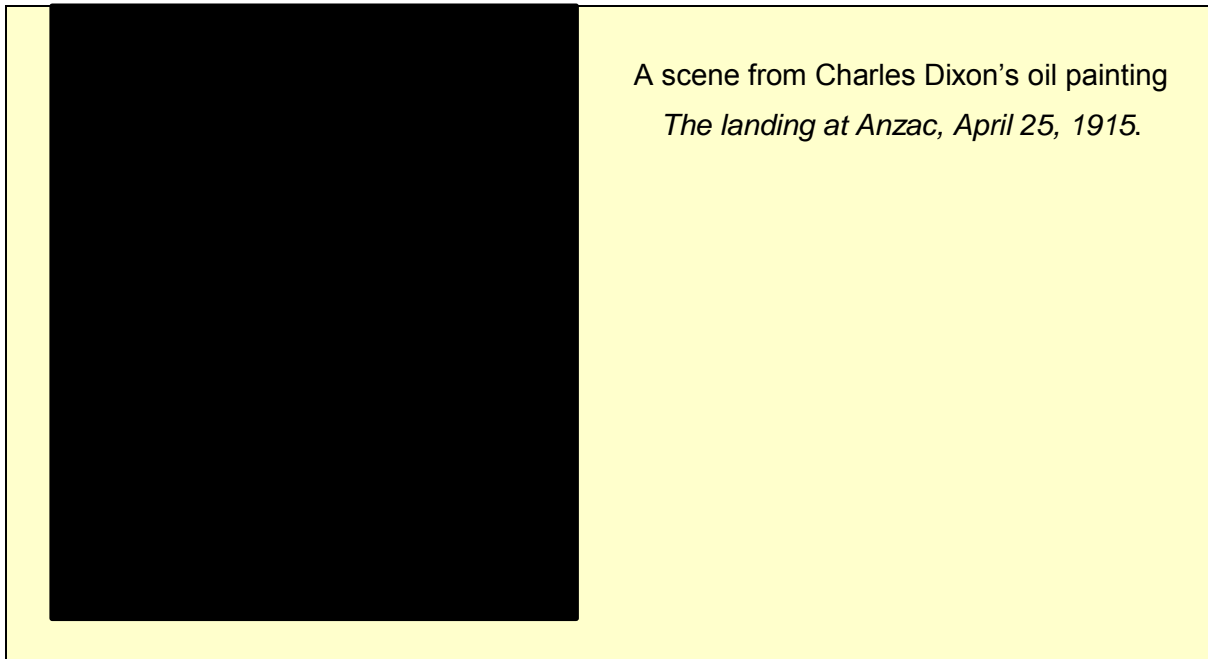 A scene from Charles Dixon’s oil painting
The landing at Anzac, April 25, 1915.